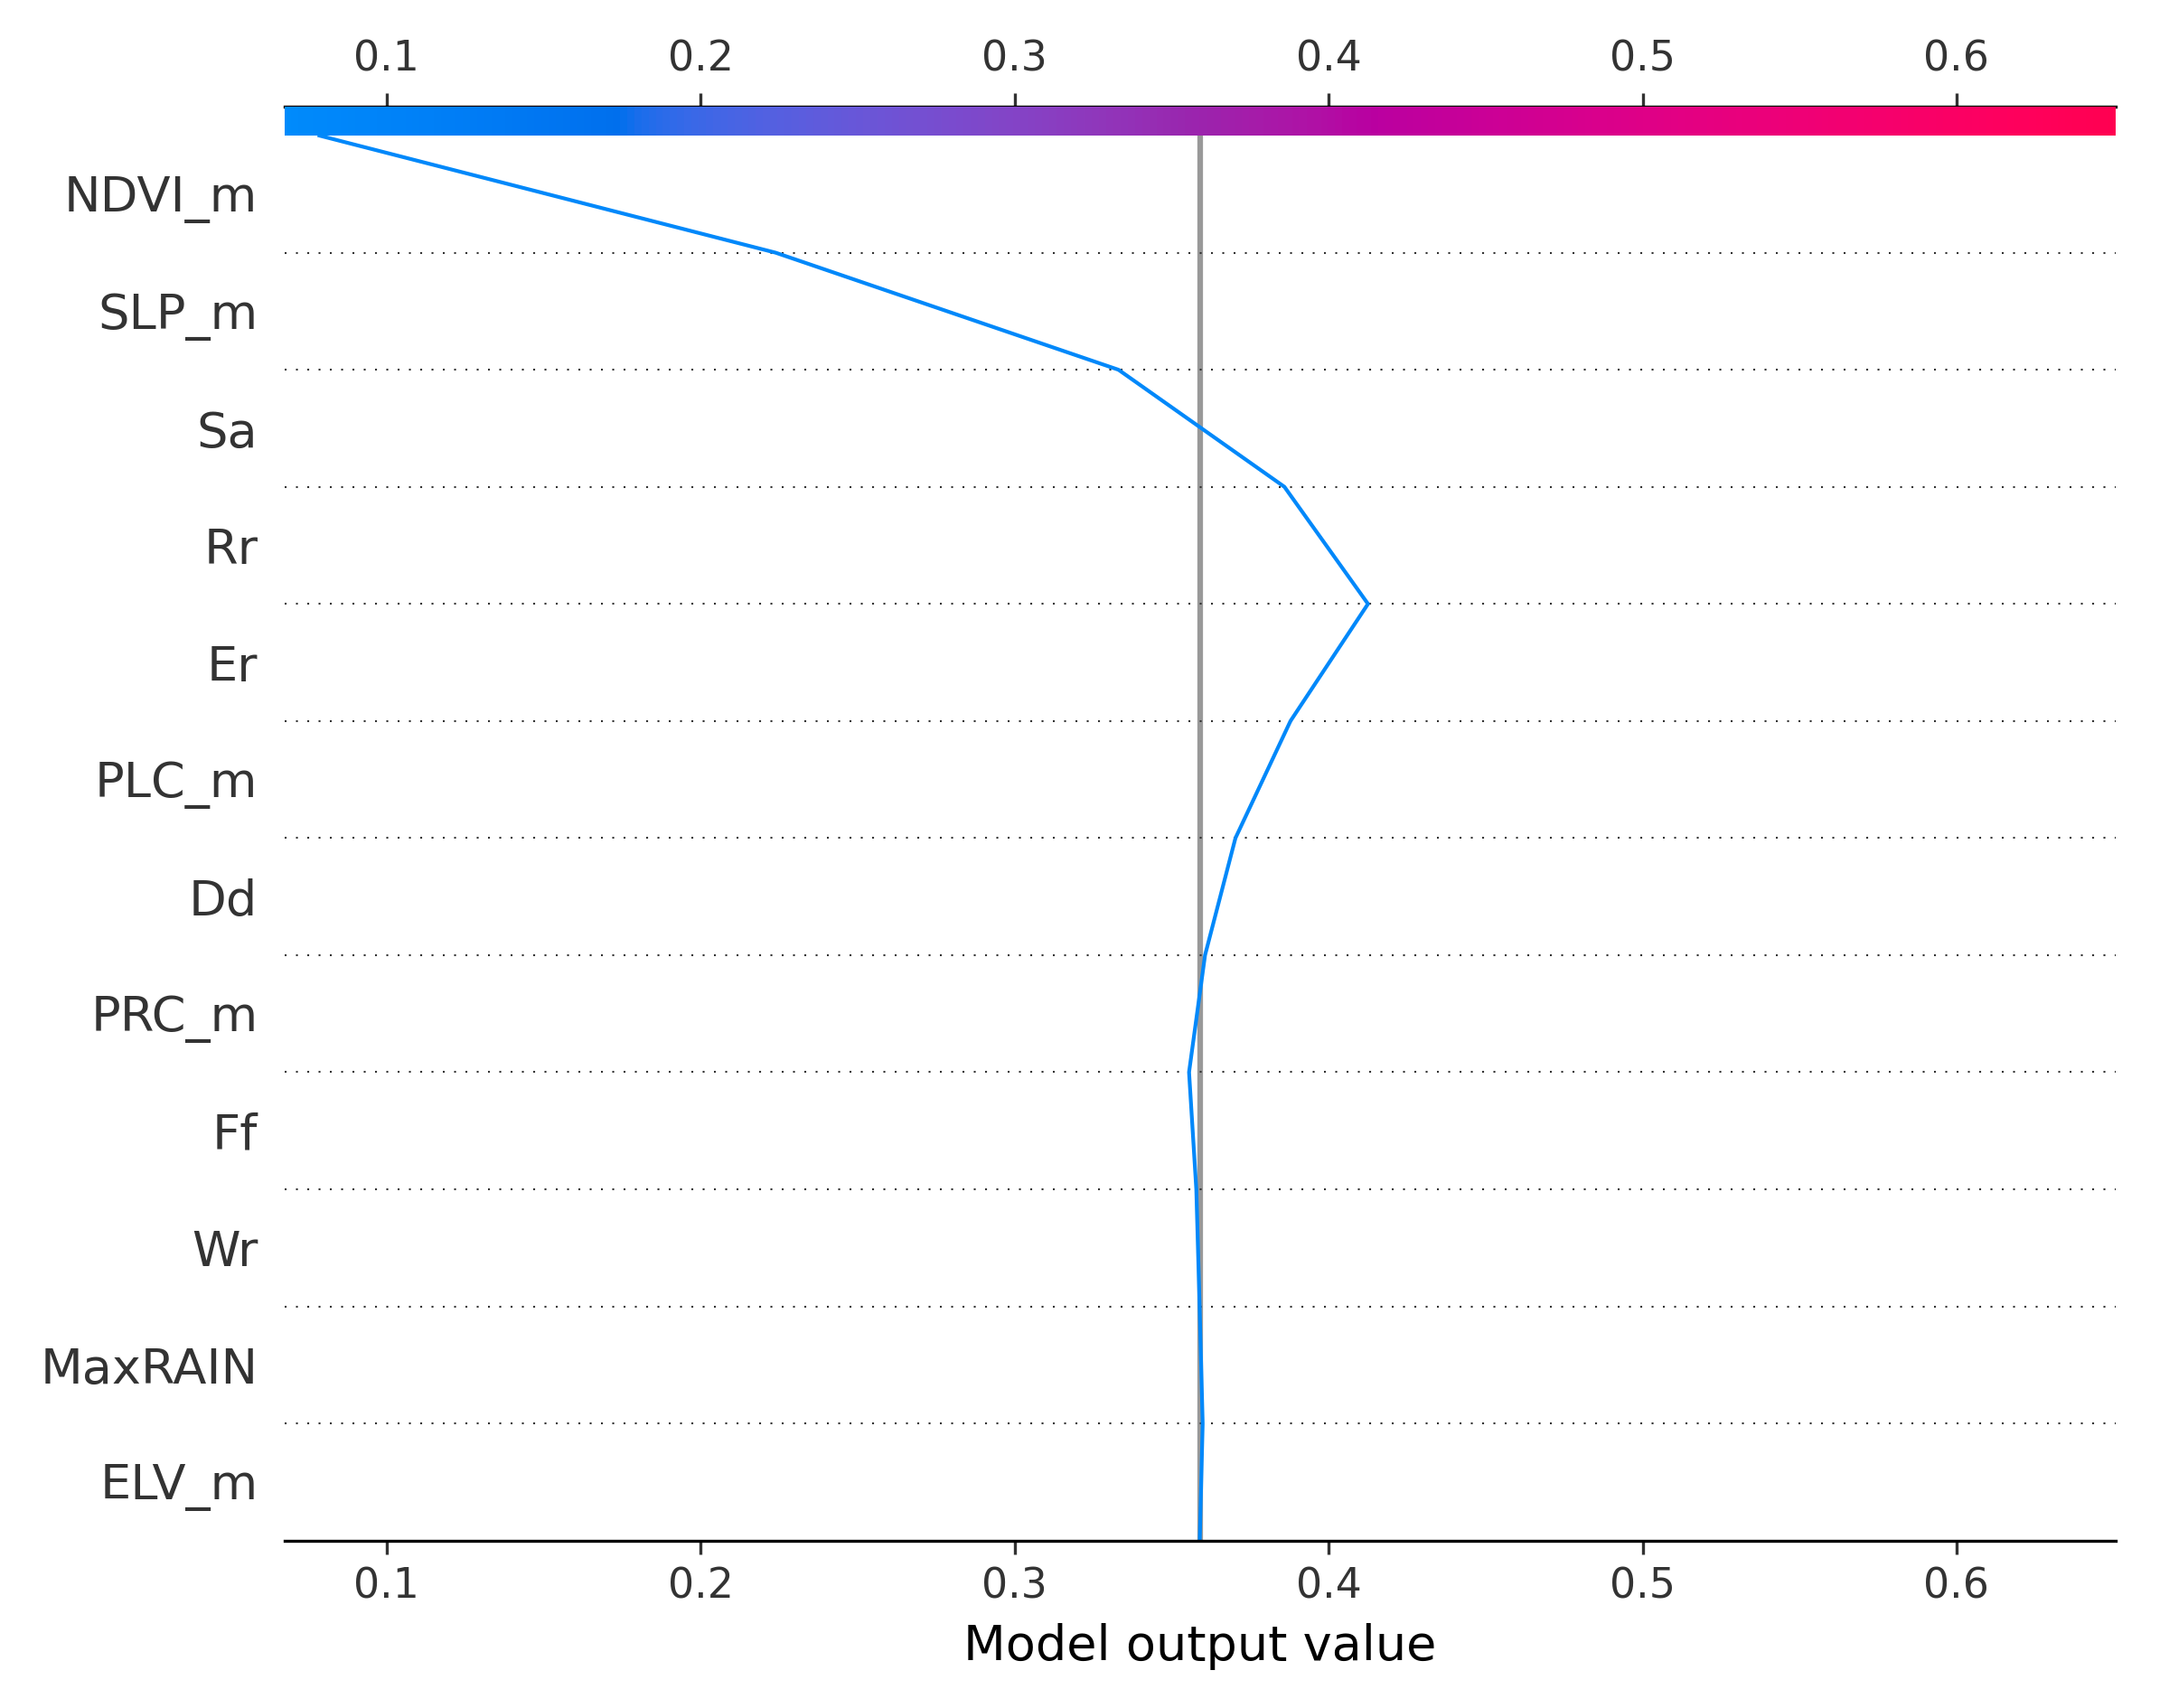 0.1 0.2 0.3 0.4 0.5 0.6
NDVI_m
SLP_m
Sa
Rr
Er
PLC_m
Dd
PRC_m
Ff
Wr
MaxRAIN
ELV_m
0.1 0.2 0.3 0.4 0.5 0.6
Model output value